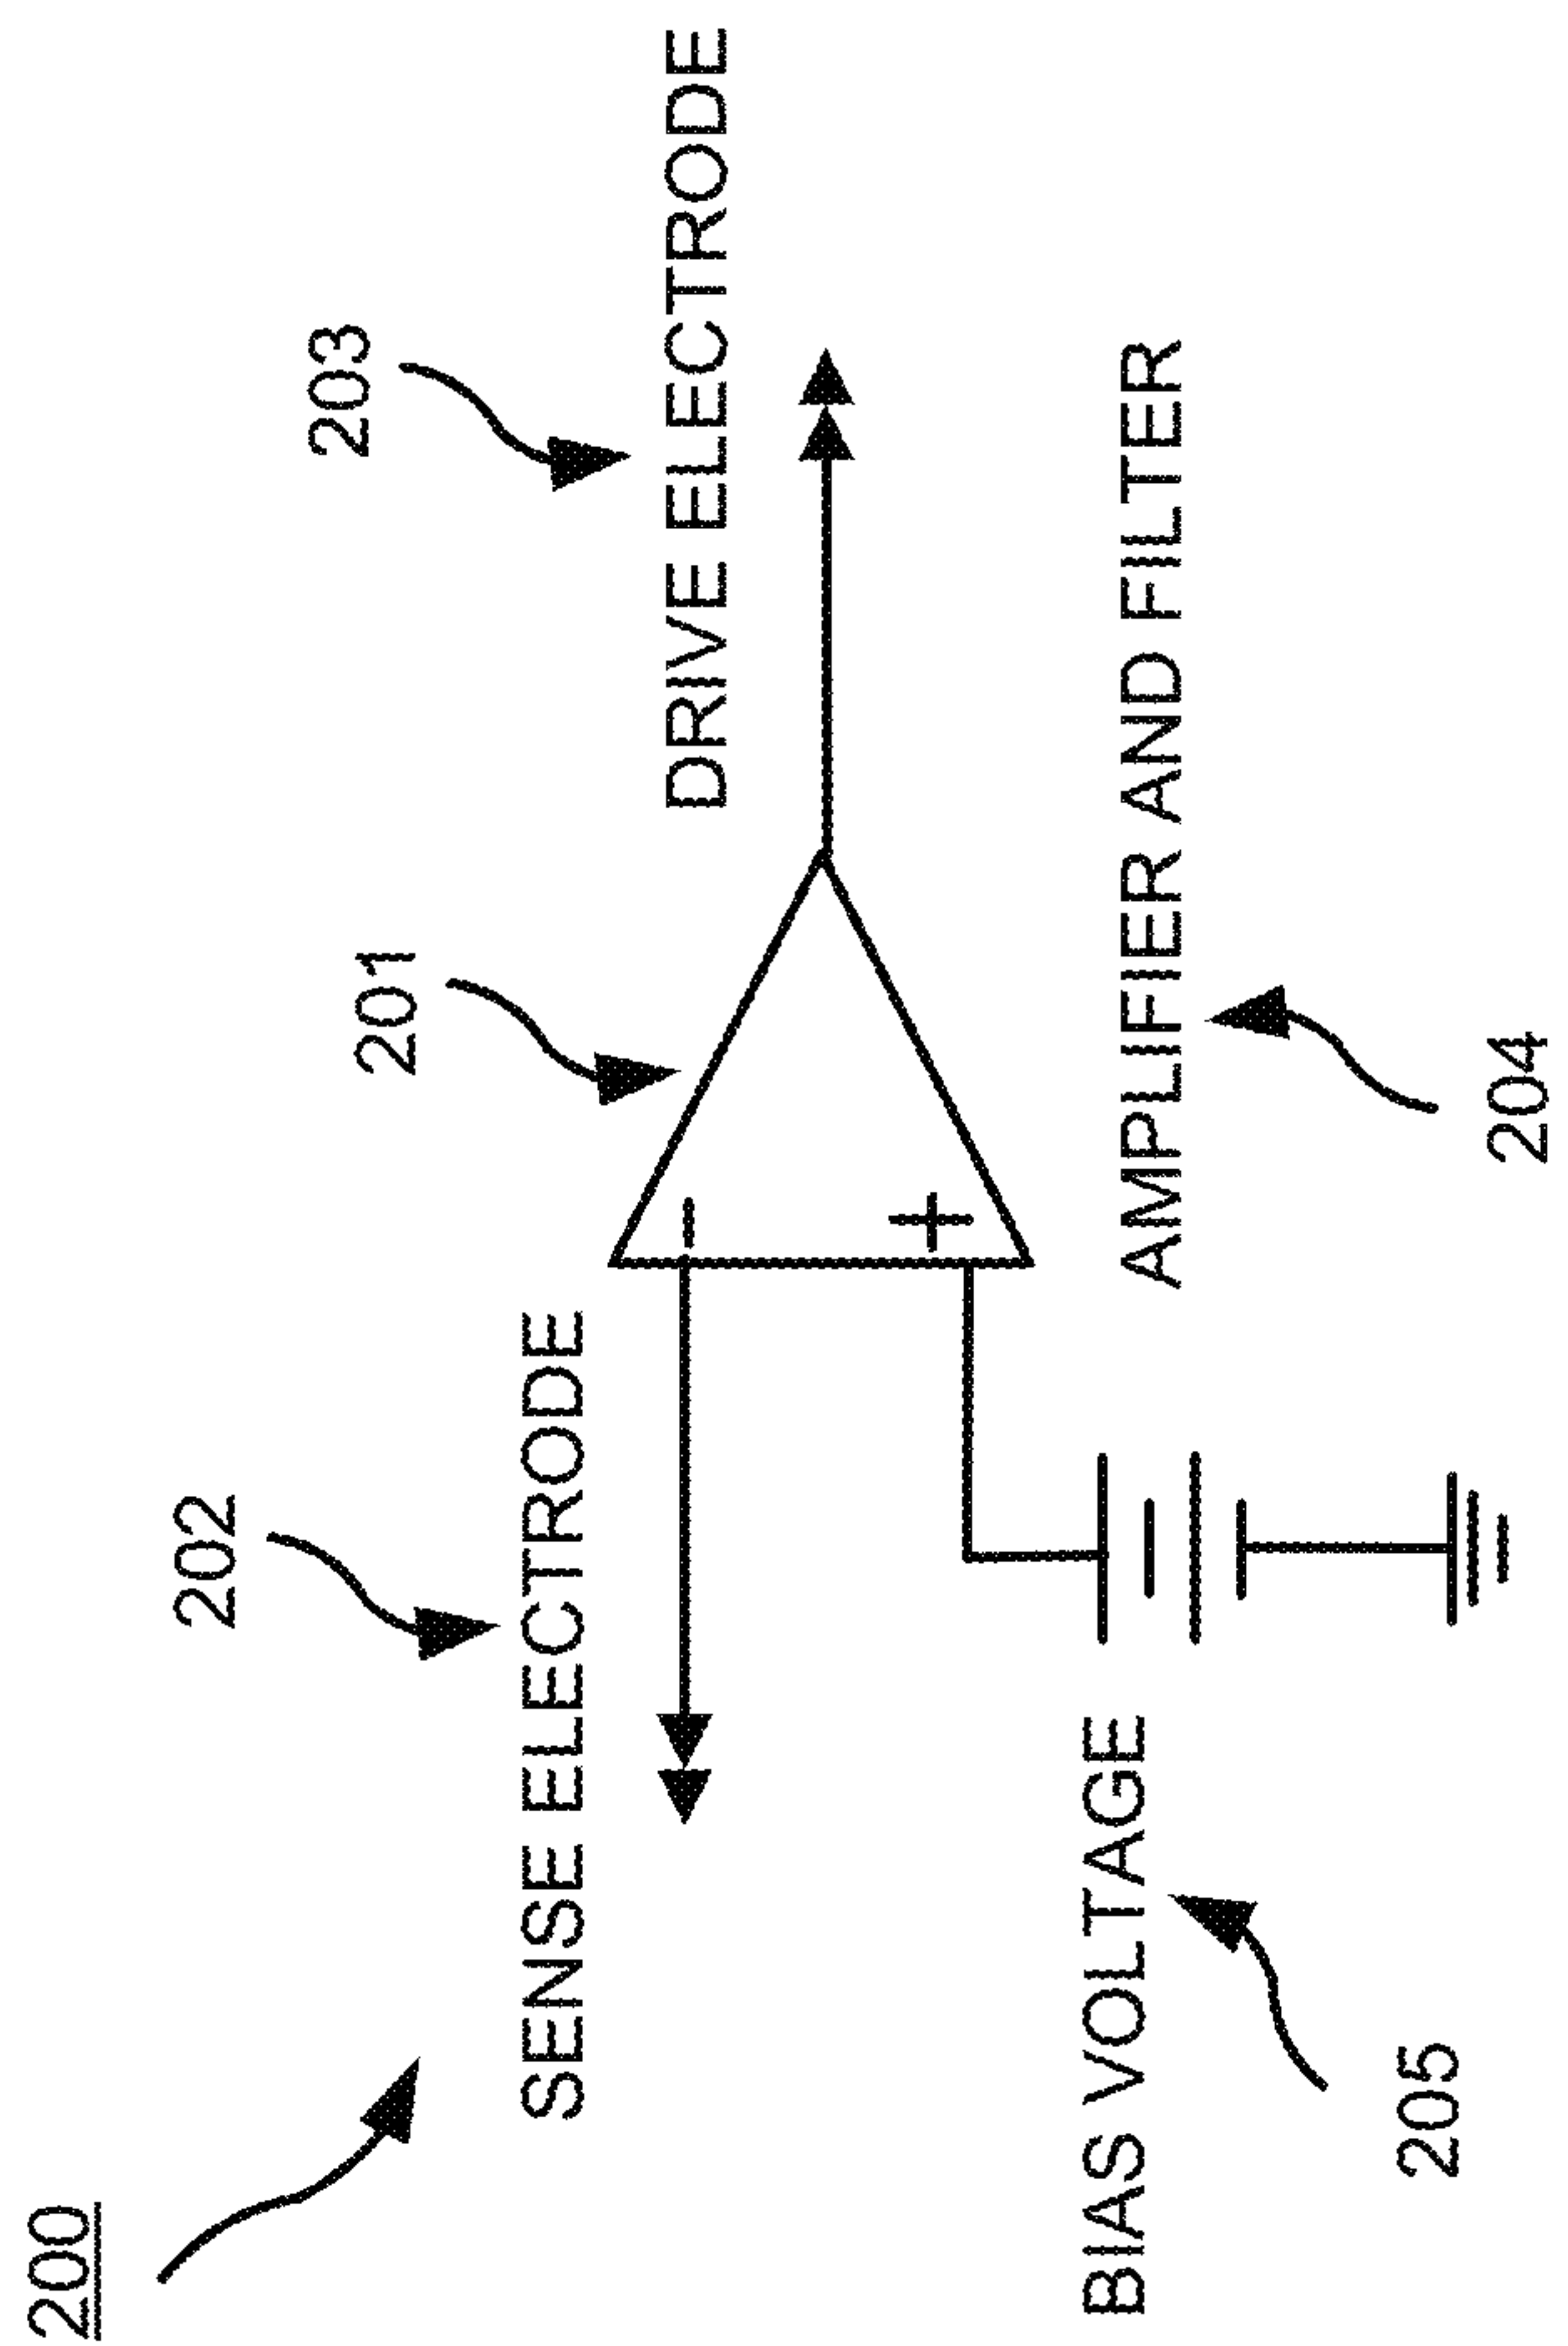 200
202
SENSE ELECTRODE
201
203
DRIVE ELECTRODE
-
+
BIAS VOLTAGE
205
AMPLIFIER AND FILTER
204